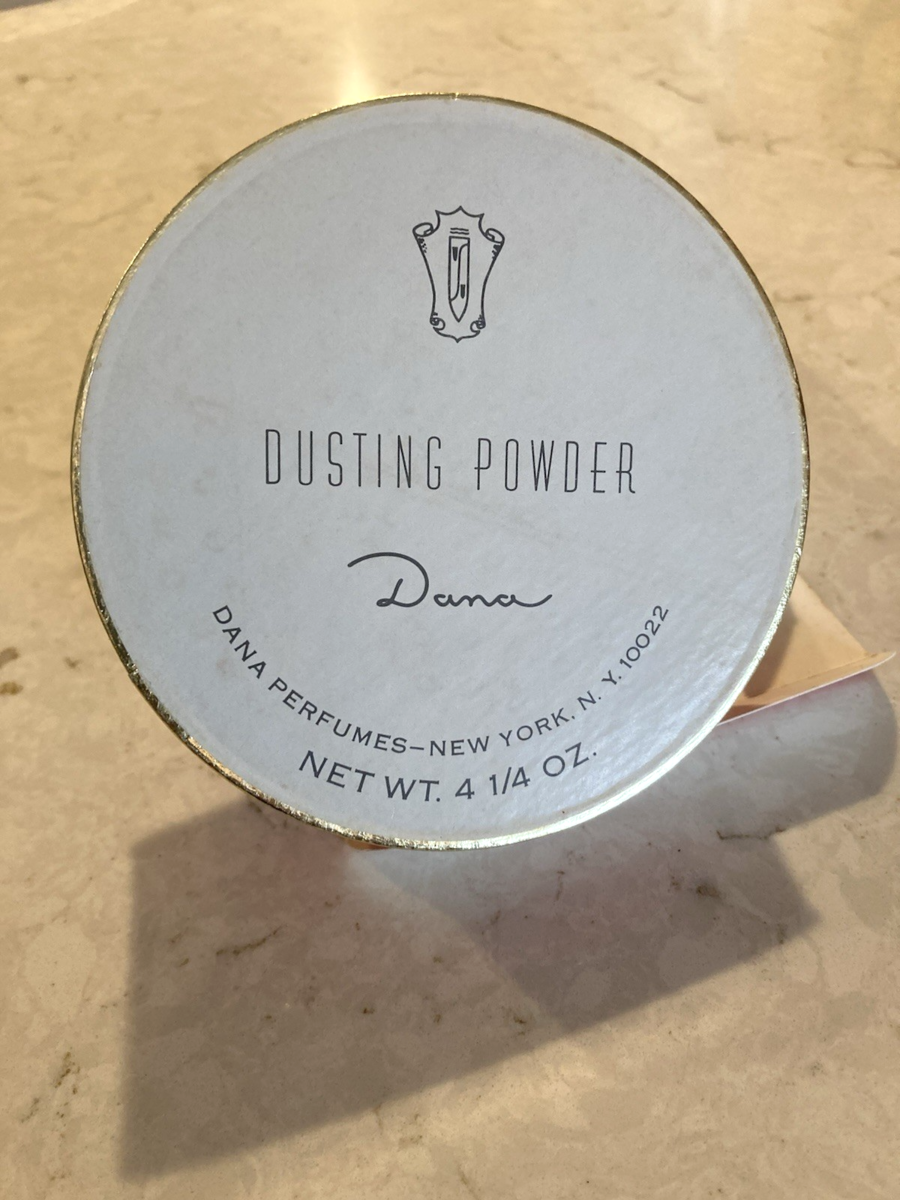 DUSTING POWDER
Dana
DANA PERFUMES–NEW YORK, N. Y. 10022
NET WT. 4 1/4 OZ.